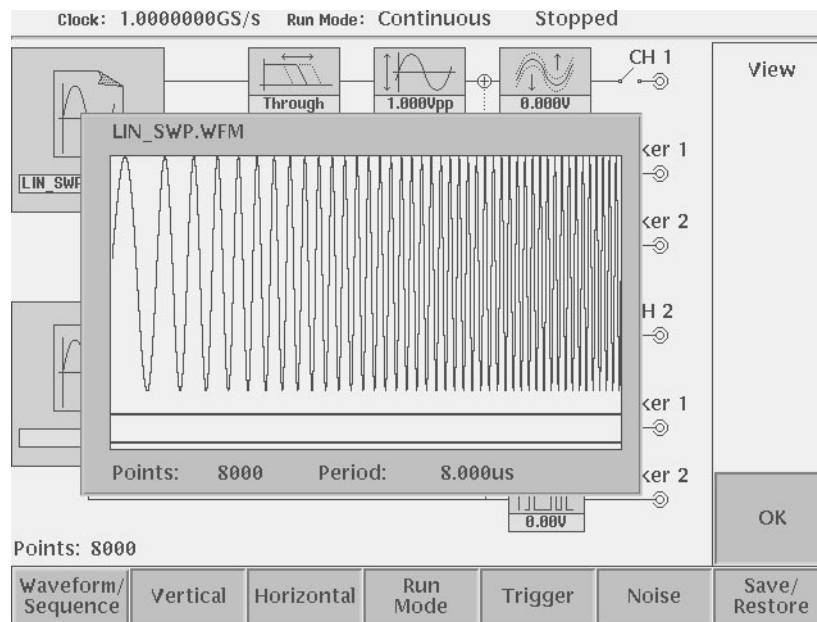 Clock: 1.0000000GS/s Run Mode: Continuous Stopped
CH 1
View
Through
1.000Vpp
0.000V
LIN_SWP.WFM
ker 1
LIN_SWP
ker 2
H 2
ker 1
Points: 8000 Period: 8.000us
ker 2
0.00V
OK
Points: 8000
Waveform/
Sequence
Vertical
Horizontal
Run
Mode
Trigger
Noise
Save/
Restore